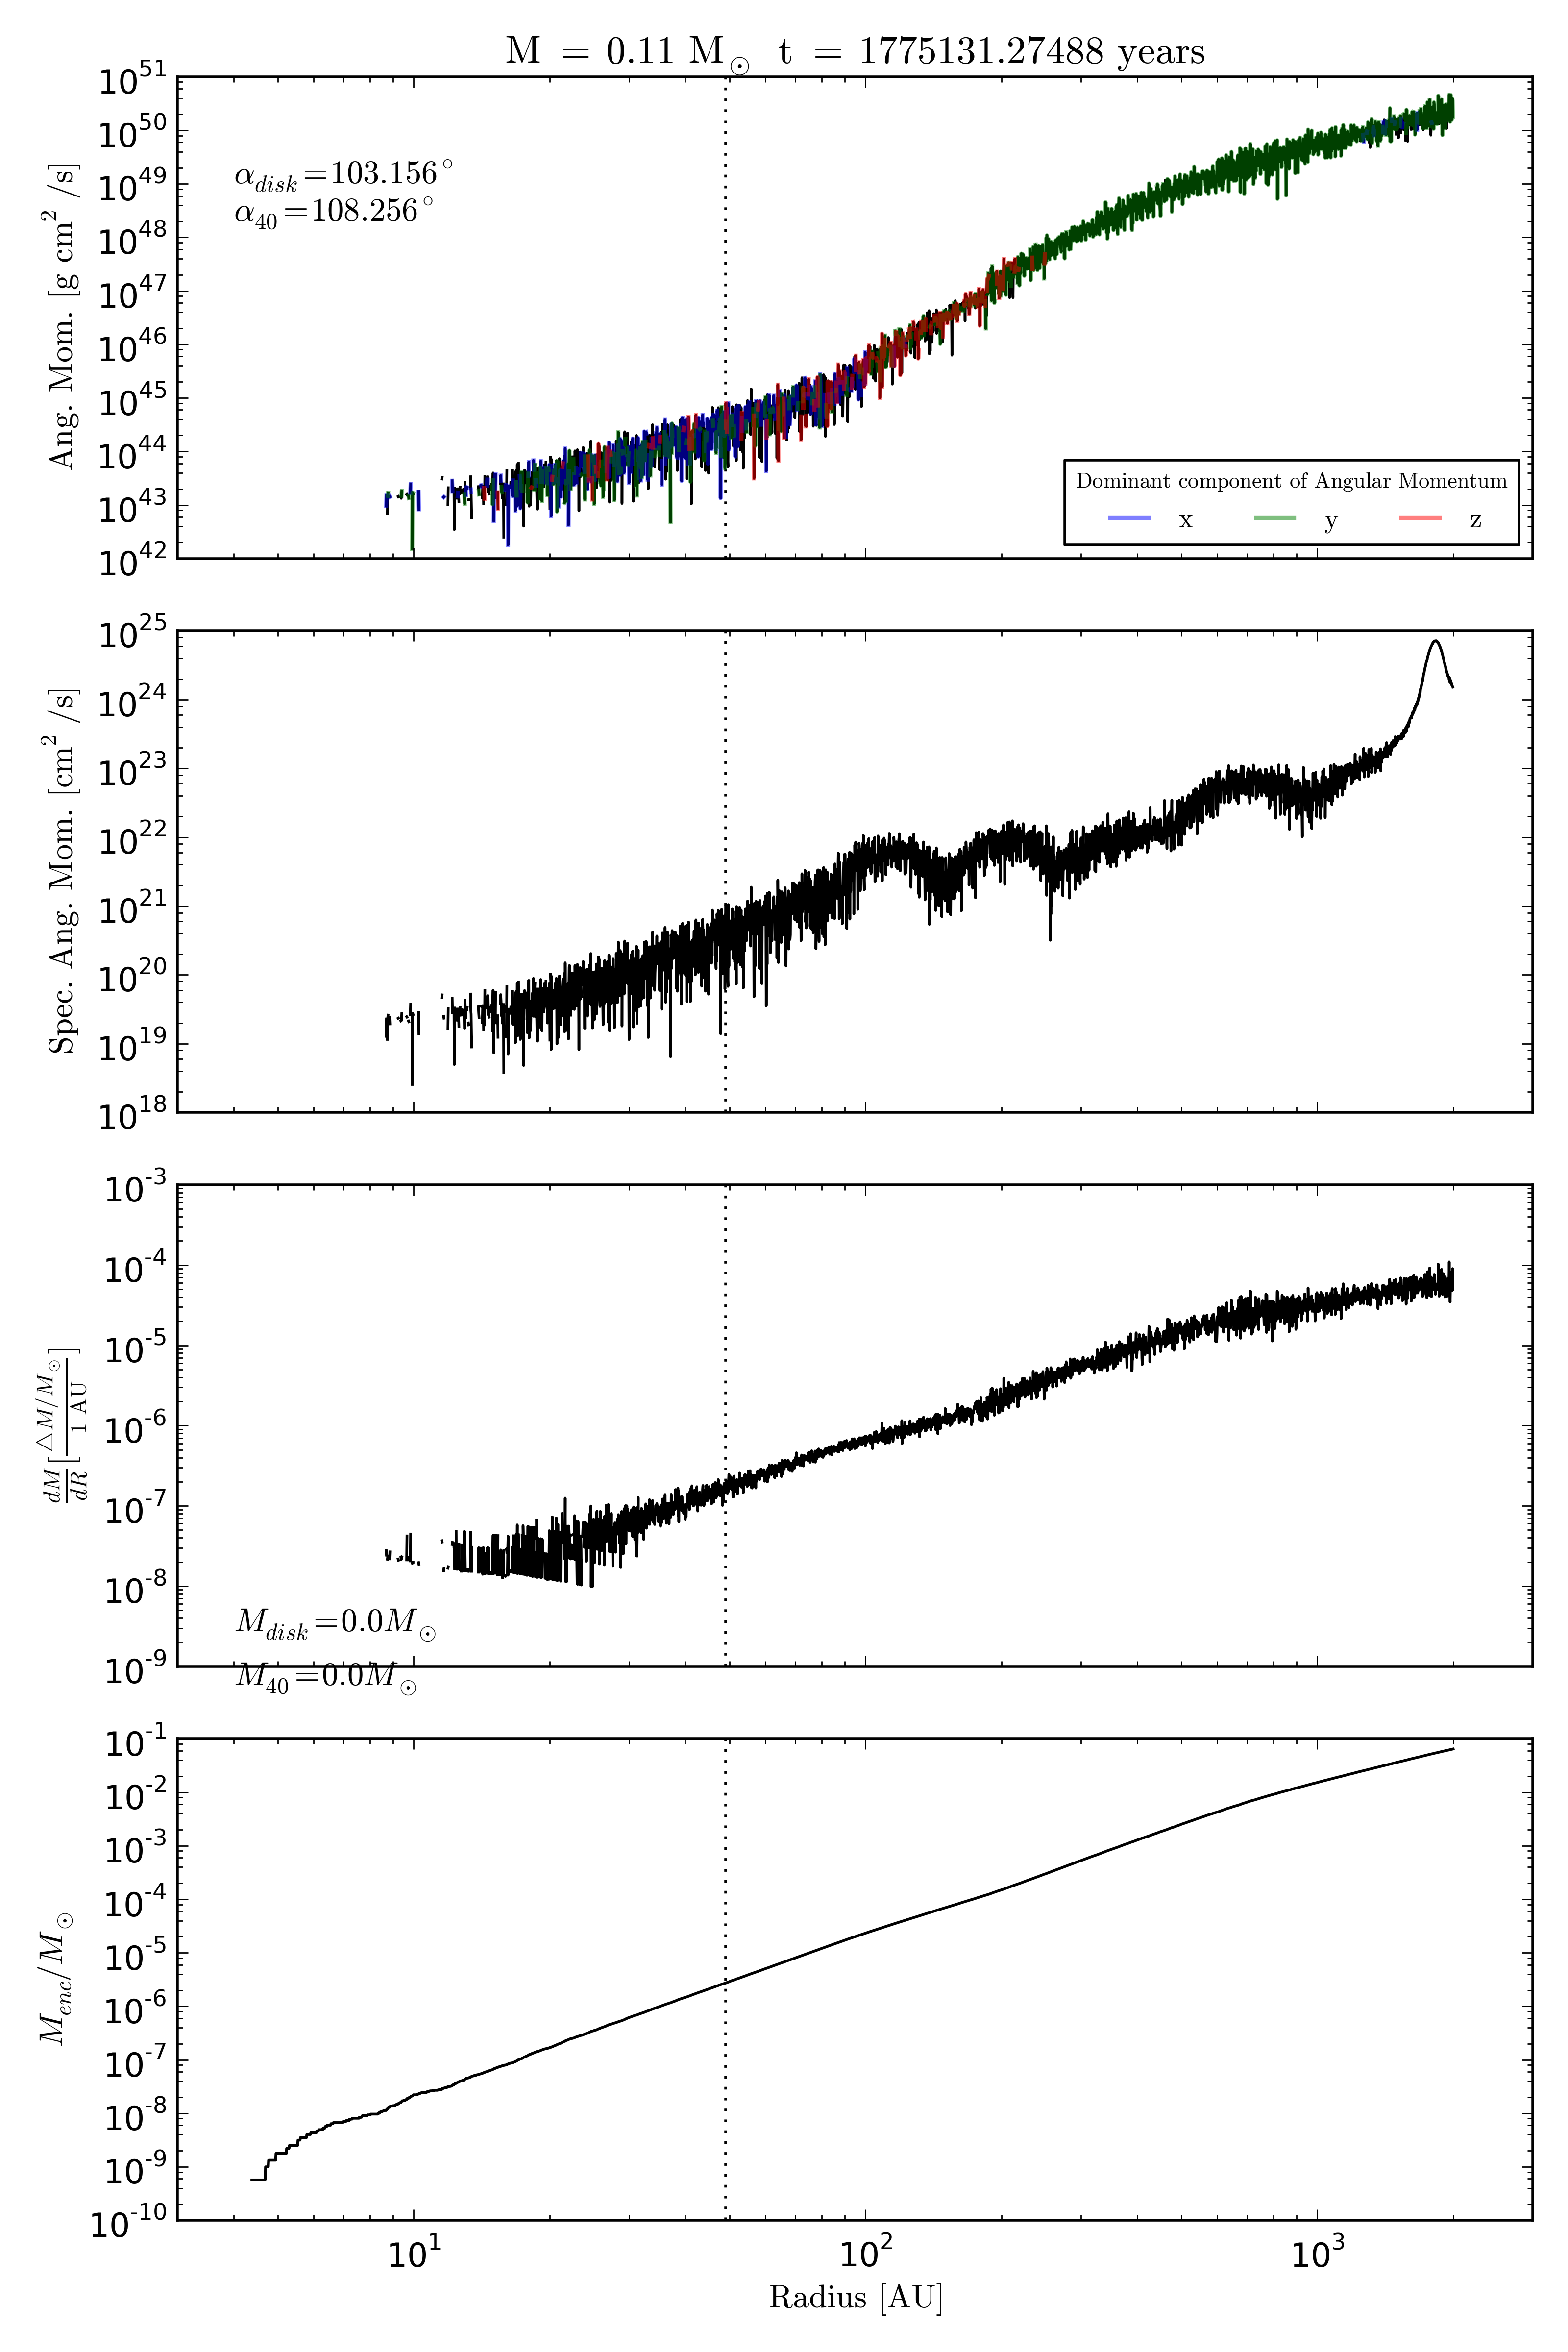 M = 0.11 M⊙ t = 1775131.27488 years
10^51
10^50
10^49
10^48
10^47
10^46
10^45
10^44
10^43
10^42
Ang. Mom. [g cm^2 /s]
α_disk=103.156°
α_40=108.256°
Dominant component of Angular Momentum
x y z
10^25
10^24
10^23
10^22
10^21
10^20
10^19
10^18
Spec. Ang. Mom. [cm^2 /s]
10^-3
10^-4
10^-5
10^-6
10^-7
10^-8
10^-9
dM/dR [△M/M⊙ / 1 AU]
M_disk=0.0M⊙
M_40=0.0M⊙
10^-1
10^-2
10^-3
10^-4
10^-5
10^-6
10^-7
10^-8
10^-9
10^-10
M_enc/M⊙
10^1 10^2 10^3
Radius [AU]